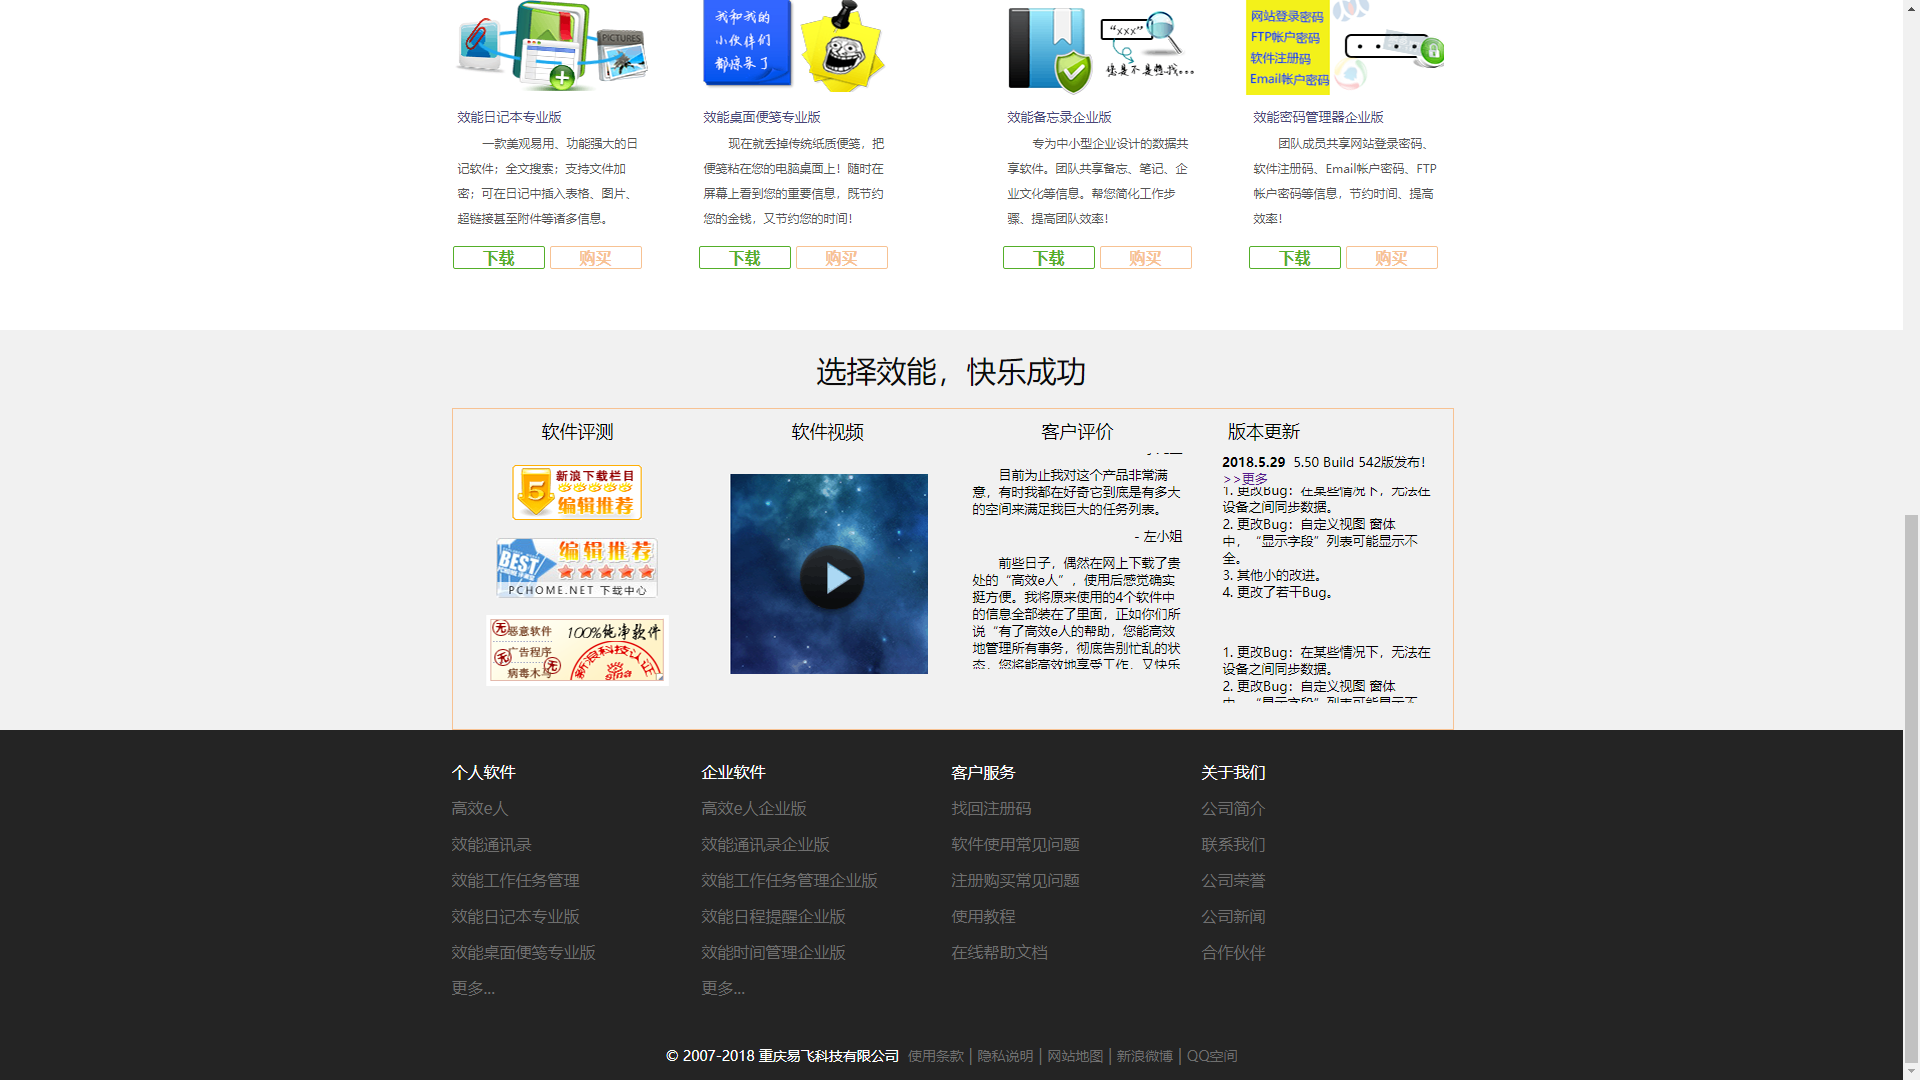 我和我的
小伙伴们
都惊呆了
PICTURES
“xxx”
您是不是想找...
网站登录密码
FTP帐户密码
软件注册码
Email帐户密码
效能日记本专业版
一款美观易用、功能强大的日
记软件；全文搜索；支持文件加
密；可在日记中插入表格、图片、
超链接甚至附件等诸多信息。
下载 购买
效能桌面便笺专业版
现在就丢掉传统纸质便笺，把
便笺粘在您的电脑桌面上！随时在
屏幕上看到您的重要信息，既节约
您的金钱，又节约您的时间！
下载 购买
效能备忘录企业版
专为中小型企业设计的数据共
享软件。团队共享备忘、笔记、企
业文化等信息。帮您简化工作步
骤、提高团队效率！
下载 购买
效能密码管理器企业版
团队成员共享网站登录密码、
软件注册码、Email帐户密码、FTP
帐户密码等信息，节约时间、提高
效率！
下载 购买
选择效能，快乐成功
软件评测
新浪下载栏目
5
编辑推荐
BEST
编辑推荐
PCHOME.NET 下载中心
无恶意软件
无广告程序
无病毒木马
100%纯净软件
新浪科技认证
sina
软件视频
客户评价
目前为止我对这个产品非常满
意，有时我都在好奇它到底是有多大
的空间来满足我巨大的任务列表。
- 左小姐
前些日子，偶然在网上下载了贵
处的“高效e人”，使用后感觉确实
挺方便。我将原来使用的4个软件中
的信息全部装在了里面，正如你们所
说“有了高效e人的帮助，您能高效
地管理所有事务，彻底告别忙乱的状
态，您将能高效地享受工作，又快乐
版本更新
2018.5.29 5.50 Build 542版发布！
>>更多
1. 更改Bug：在某些情况下，无法在
设备之间同步数据。
2. 更改Bug：自定义视图 窗体
中，“显示字段”列表可能显示不
全。
3. 其他小的改进。
4. 更改了若干Bug。
1. 更改Bug：在某些情况下，无法在
设备之间同步数据。
2. 更改Bug：自定义视图 窗体
中，“显示字段”列表可能显示不
个人软件
高效e人
效能通讯录
效能工作任务管理
效能日记本专业版
效能桌面便笺专业版
更多...
企业软件
高效e人企业版
效能通讯录企业版
效能工作任务管理企业版
效能日程提醒企业版
效能时间管理企业版
更多...
客户服务
找回注册码
软件使用常见问题
注册购买常见问题
使用教程
在线帮助文档
关于我们
公司简介
联系我们
公司荣誉
公司新闻
合作伙伴
© 2007-2018 重庆易飞科技有限公司 使用条款 | 隐私说明 | 网站地图 | 新浪微博 | QQ空间